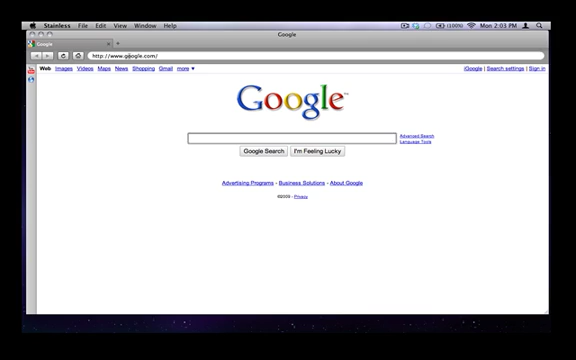 Stainless File Edit View Window Help (100%) Mon 2:03 PM
Google
Google
http://www.google.com/
Web Images Videos Maps News Shopping Gmail more ▼ iGoogle | Search settings | Sign in
Google™
Advanced Search
Language Tools
Google Search I'm Feeling Lucky
Advertising Programs - Business Solutions - About Google
©2009 - Privacy